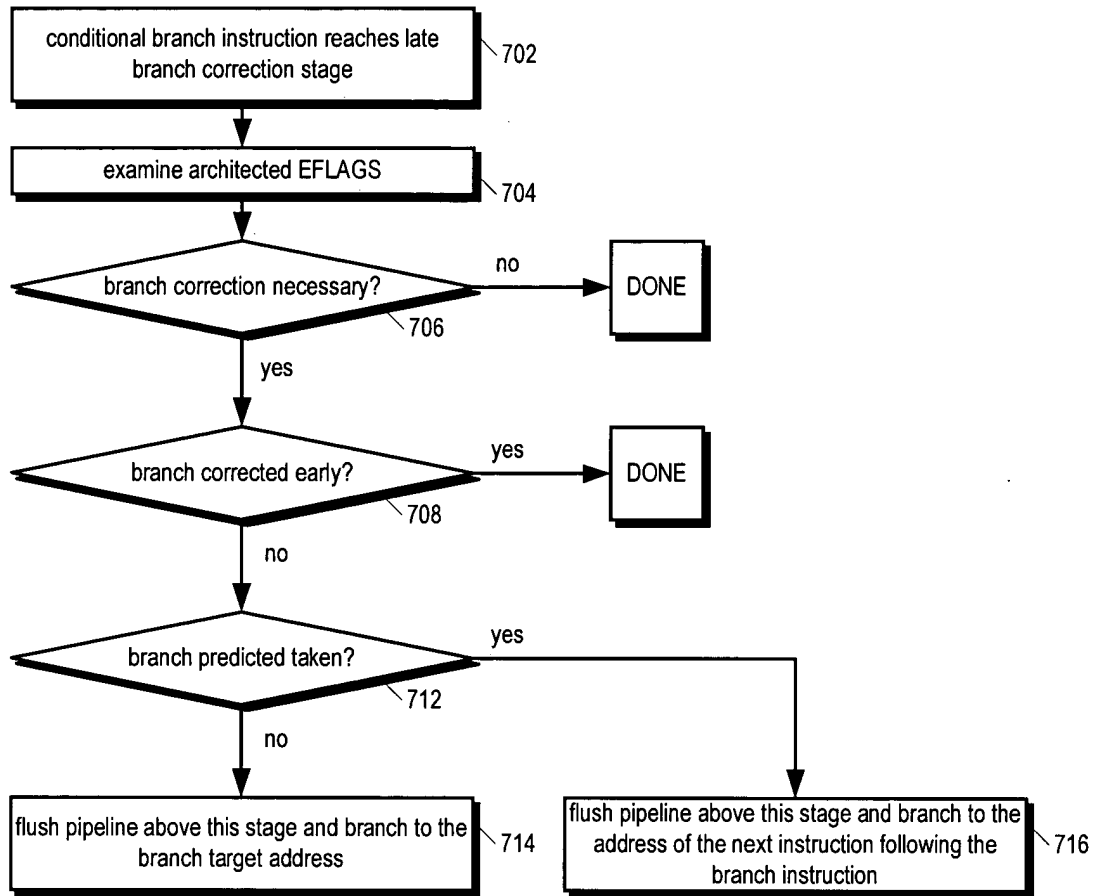 conditional branch instruction reaches late
branch correction stage
702
examine architected EFLAGS
704
branch correction necessary?
no
DONE
706
yes
branch corrected early?
yes
DONE
708
no
branch predicted taken?
yes
712
no
flush pipeline above this stage and branch to the
branch target address
714
flush pipeline above this stage and branch to the
address of the next instruction following the
branch instruction
716